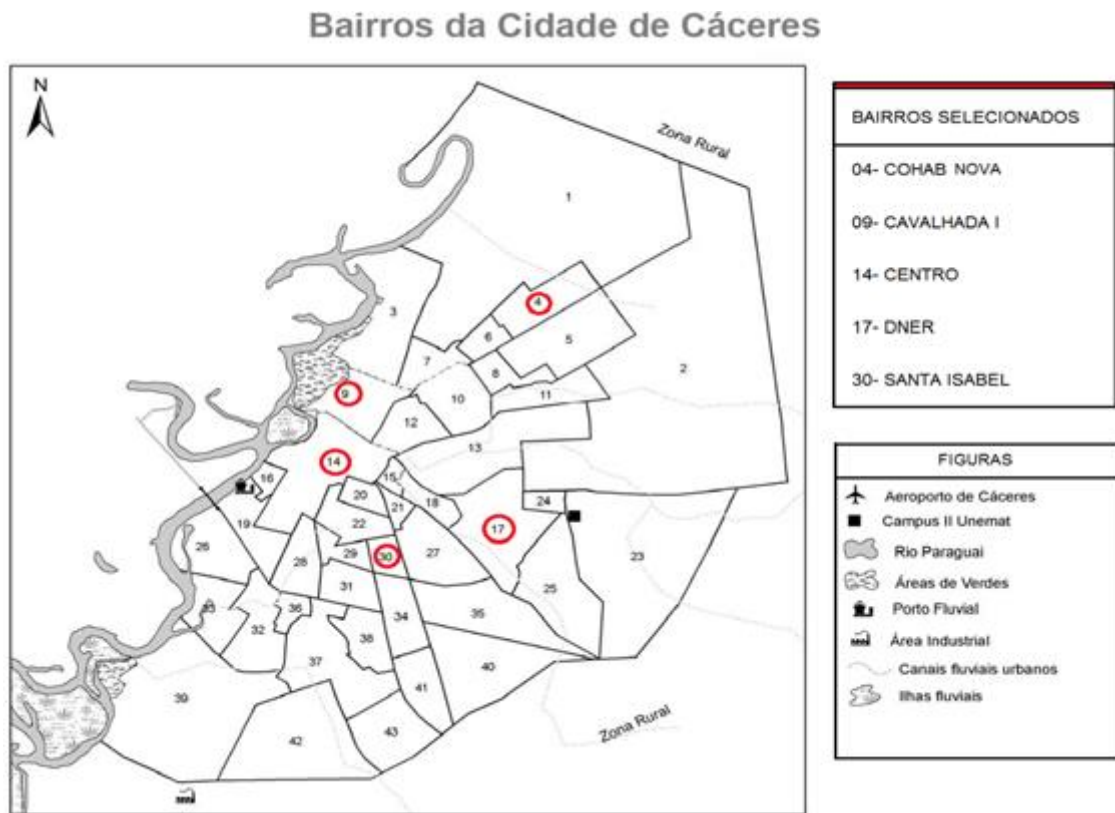 Bairros da Cidade de Cáceres
N
Zona Rural
1
4
3
6
5
7
8
2
9
10
11
12
13
14
15
16
20
18
24
21
19
22
17
26
28
29
30
27
23
31
25
33
36
34
35
32
38
37
40
39
41
43
42
Zona Rural
BAIRROS SELECIONADOS
04- COHAB NOVA
09- CAVALHADA I
14- CENTRO
17- DNER
30- SANTA ISABEL
FIGURAS
Aeroporto de Cáceres
Campus II Unemat
Rio Paraguai
Áreas de Verdes
Porto Fluvial
Área Industrial
Canais fluviais urbanos
Ilhas fluviais